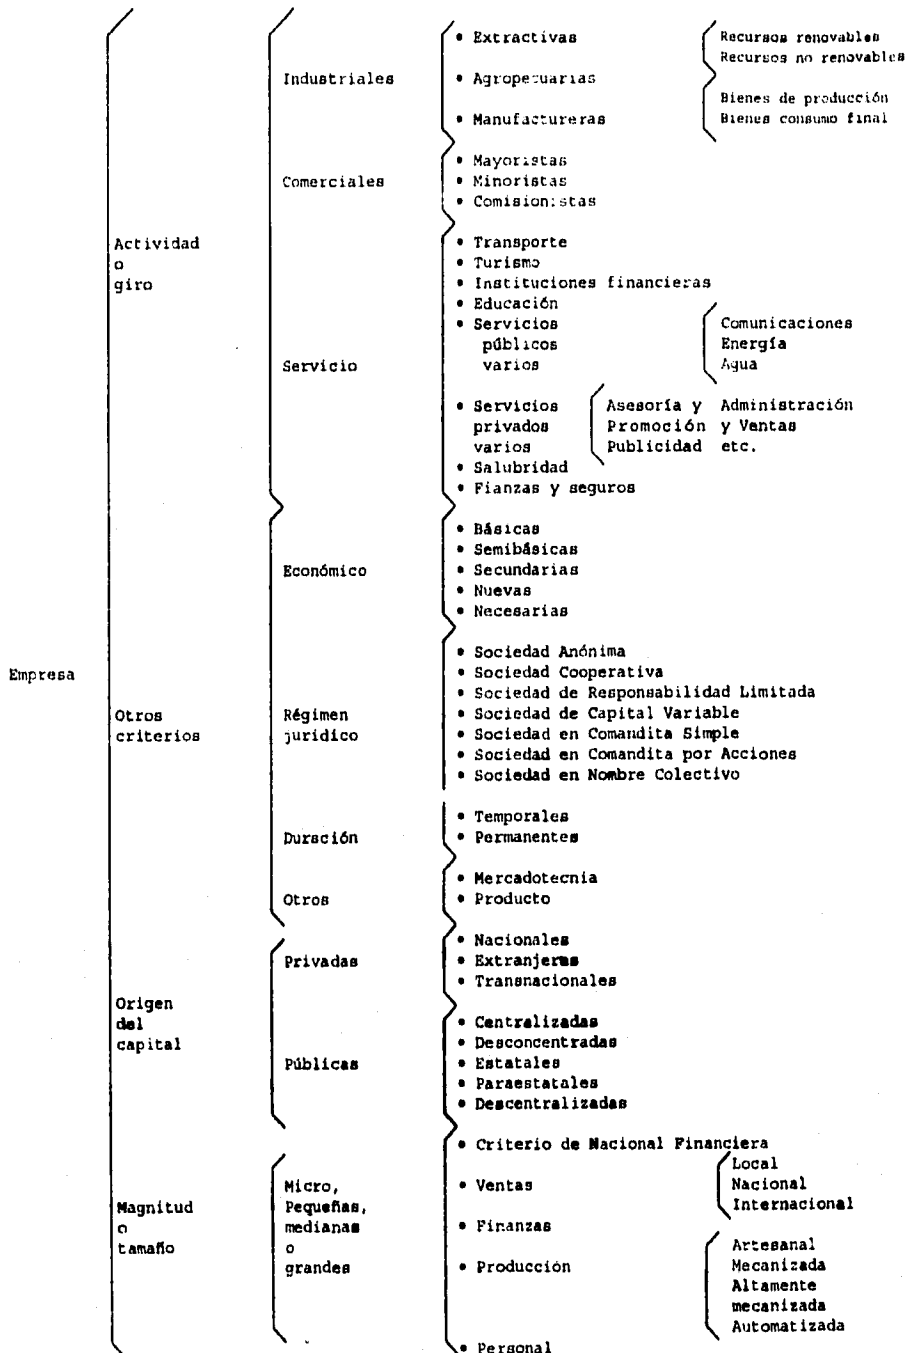 Empresa
Actividad
o
giro
Industriales
• Extractivas
Recursos renovables
Recursos no renovables
• Agropecuarias
• Manufactureras
Bienes de producción
Bienes consumo final
Comerciales
• Mayoristas
• Minoristas
• Comisionistas
Servicio
• Transporte
• Turismo
• Instituciones financieras
• Educación
• Servicios
públicos
varios
Comunicaciones
Energía
Agua
• Servicios
privados
varios
Asesoría y Administración
Promoción y Ventas
Publicidad etc.
• Salubridad
• Fianzas y seguros
Otros
criterios
Económico
• Básicas
• Semibásicas
• Secundarias
• Nuevas
• Necesarias
Régimen
jurídico
• Sociedad Anónima
• Sociedad Cooperativa
• Sociedad de Responsabilidad Limitada
• Sociedad de Capital Variable
• Sociedad en Comandita Simple
• Sociedad en Comandita por Acciones
• Sociedad en Nombre Colectivo
Duración
• Temporales
• Permanentes
Otros
• Mercadotecnia
• Producto
Origen
del
capital
Privadas
• Nacionales
• Extranjeras
• Transnacionales
Públicas
• Centralizadas
• Desconcentradas
• Estatales
• Paraestatales
• Descentralizadas
Magnitud
o
tamaño
Micro,
Pequeñas,
medianas
o
grandes
• Criterio de Nacional Financiera
• Ventas
Local
Nacional
Internacional
• Finanzas
• Producción
Artesanal
Mecanizada
Altamente
mecanizada
Automatizada
• Personal